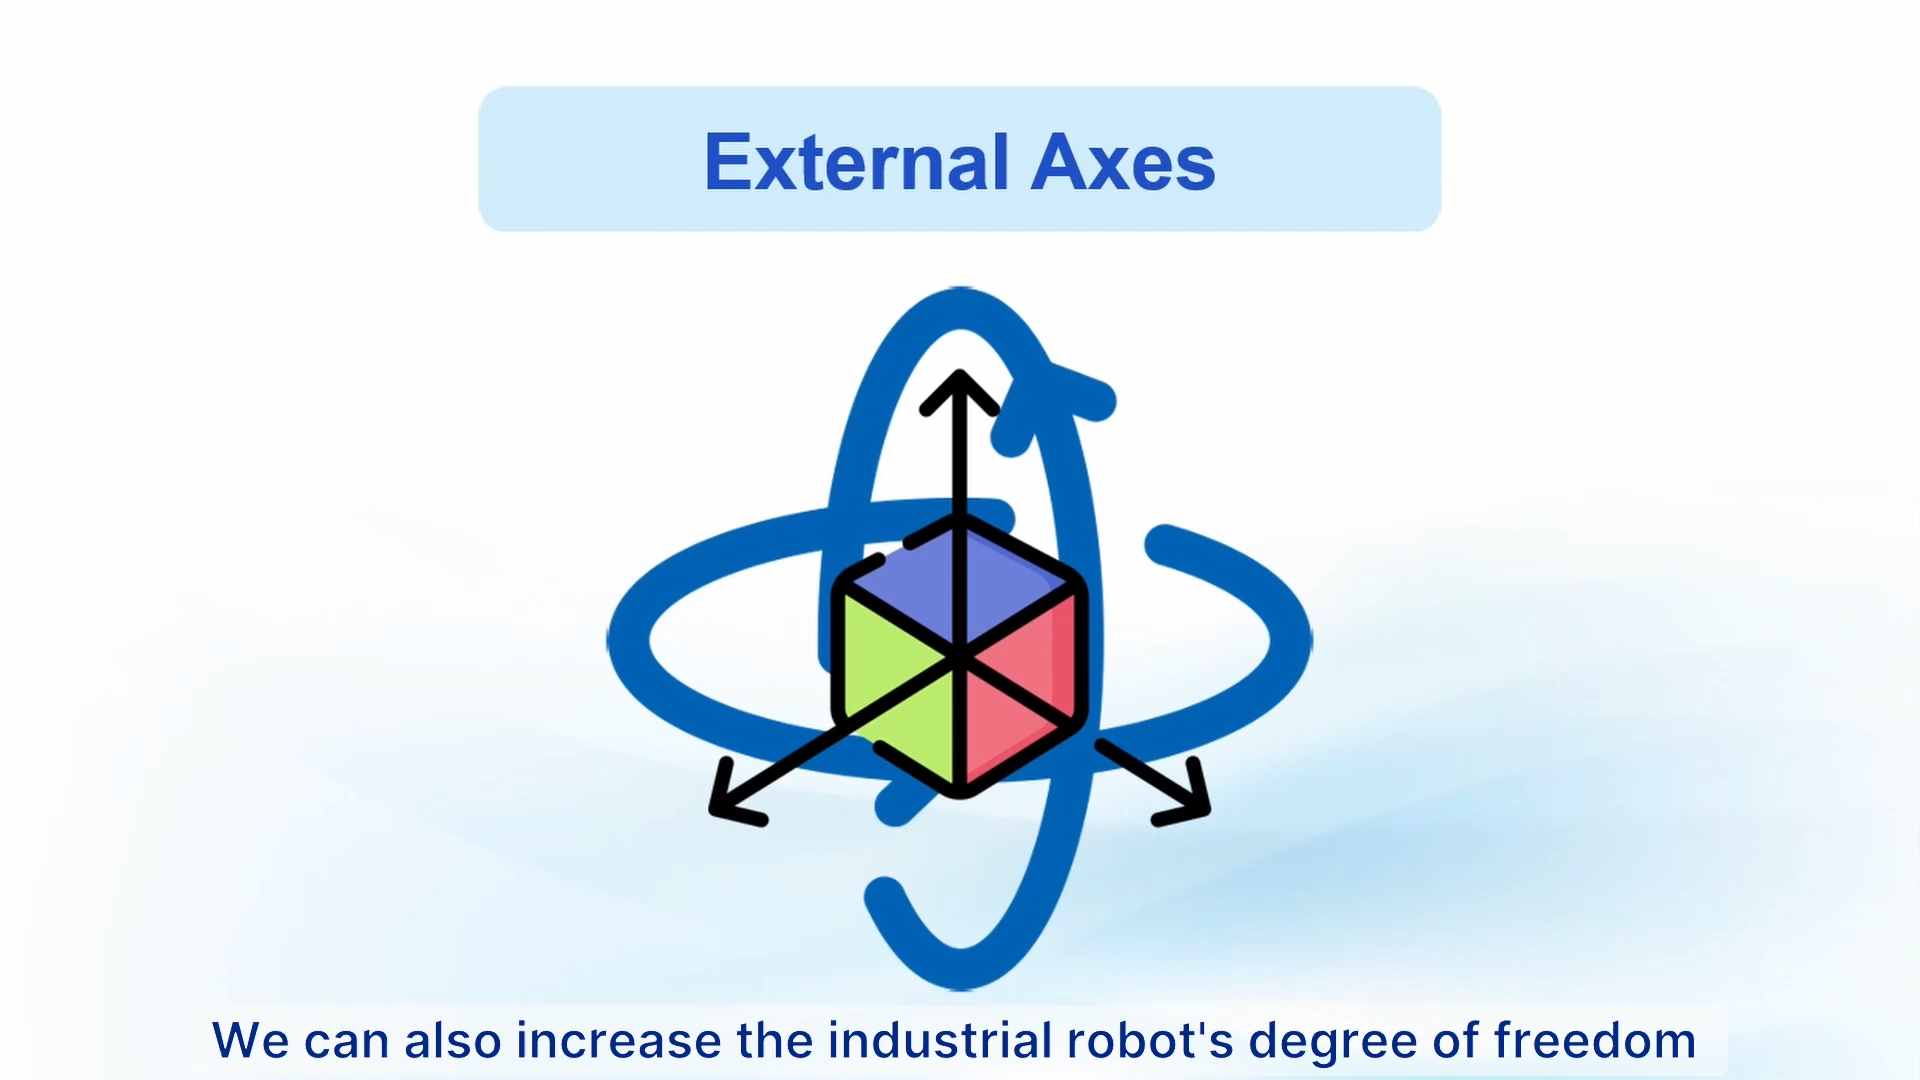 External Axes
We can also increase the industrial robot's degree of freedom